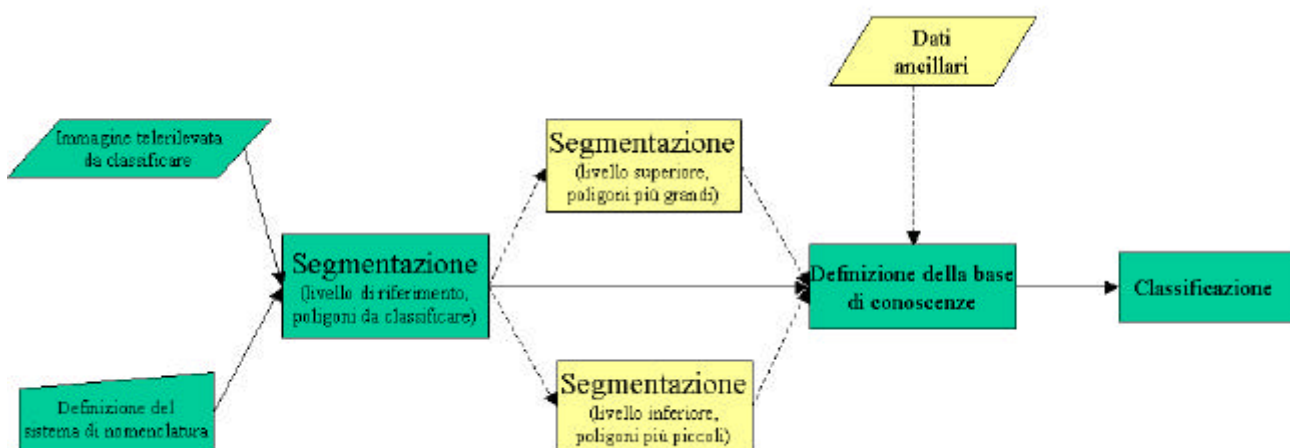 Dati
ancillari
Immagine telerilevata
da classificare
Segmentazione
(livello superiore,
poligoni più grandi)
Segmentazione
(livello di riferimento,
poligoni da classificare)
Definizione della base
di conoscenze
Classificazione
Segmentazione
(livello inferiore,
poligoni più piccoli)
Definizione del
sistema di nomenclatura